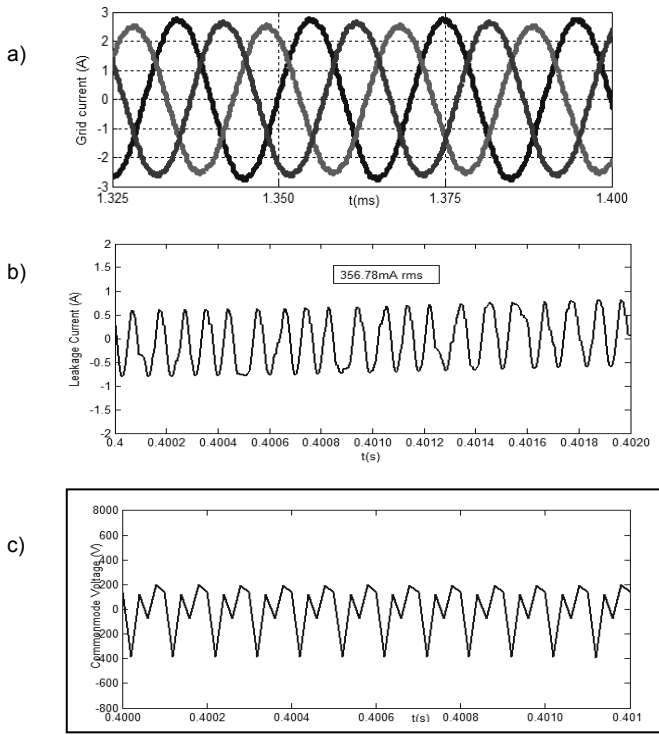 a)
Grid current (A)
3
2
1
0
-1
-2
-3
1.325 1.350 1.375 1.400
t(ms)
b)
Leakage Current (A)
356.78mA rms
2
1.5
1
0.5
0
-0.5
-1
-1.5
-2
0.4 0.4002 0.4004 0.4006 0.4008 0.4010 0.4012 0.4014 0.4016 0.4018 0.4020
t(s)
c)
Commonmode Voltage (V)
8000
600
400
200
0
-200
-400
-600
-800
0.4000 0.4002 0.4004 0.4006 0.4008 0.4010 0.401
t(s)